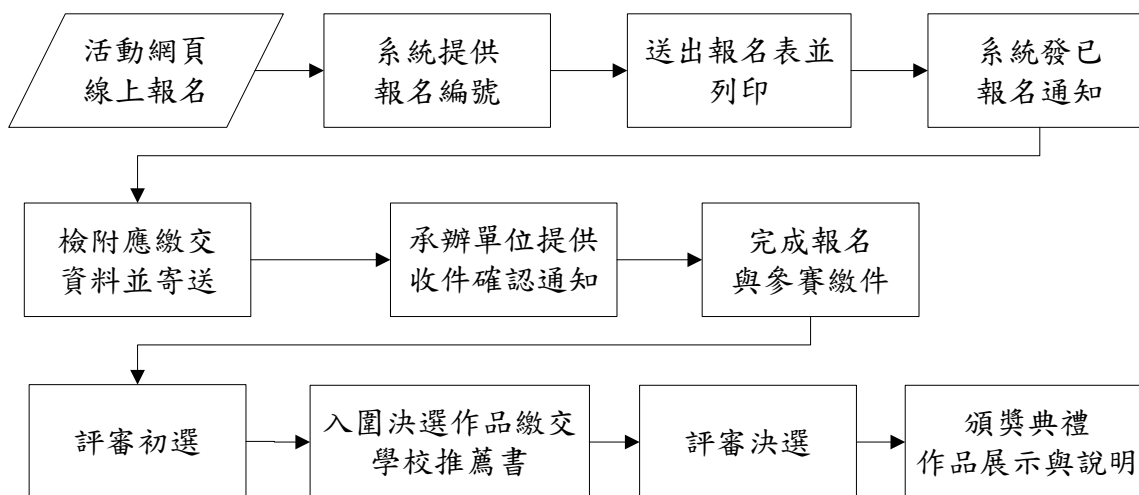 活動網頁
線上報名
系統提供
報名編號
送出報名表並
列印
系統發已
報名通知
檢附應繳交
資料並寄送
承辦單位提供
收件確認通知
完成報名
與參賽繳件
評審初選
入圍決選作品繳交
學校推薦書
評審決選
頒獎典禮
作品展示與說明